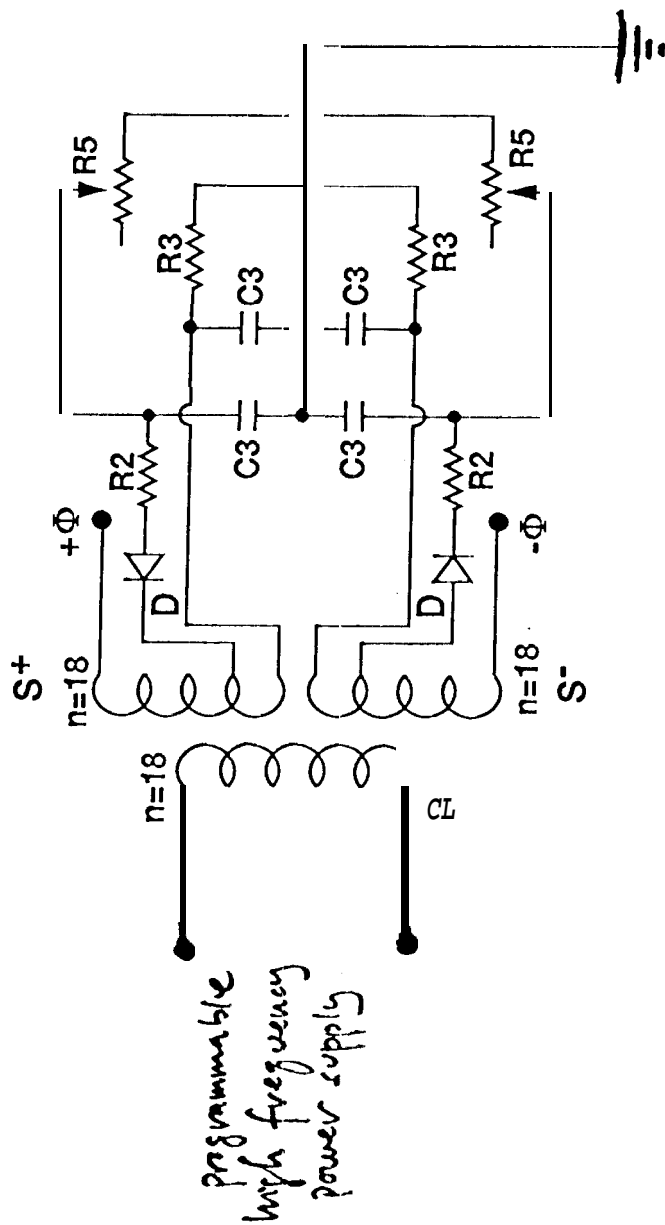 S+
n=18
+Φ
R2
D
C3
R3
C3
R5
n=18
CL
C3
C3
R2
D
R3
R5
n=18
-Φ
S-
programmable
high frequency
power supply